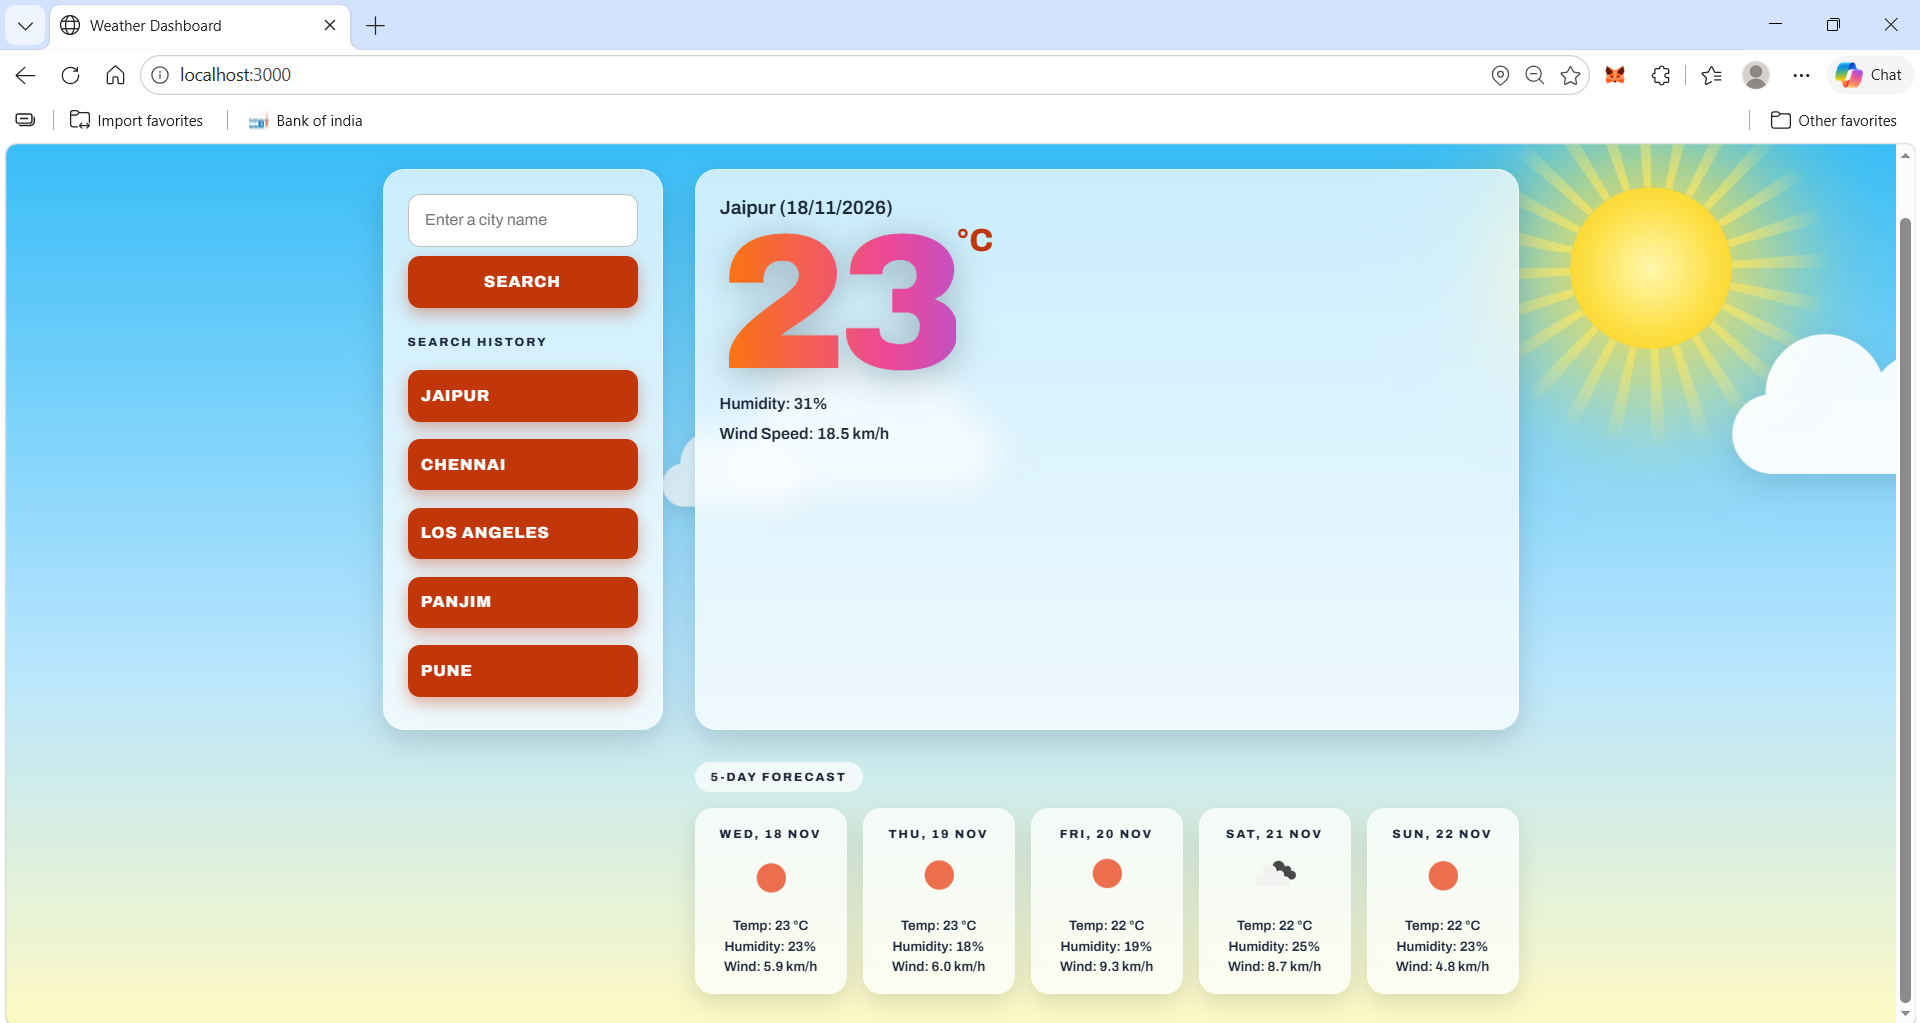 Weather Dashboard
localhost:3000
Chat
Import favorites
Bank of india
Other favorites
Enter a city name
SEARCH
SEARCH HISTORY
JAIPUR
CHENNAI
LOS ANGELES
PANJIM
PUNE
Jaipur (18/11/2026)
23 °C
Humidity: 31%
Wind Speed: 18.5 km/h
5-DAY FORECAST
WED, 18 NOV
Temp: 23 °C
Humidity: 23%
Wind: 5.9 km/h
THU, 19 NOV
Temp: 23 °C
Humidity: 18%
Wind: 6.0 km/h
FRI, 20 NOV
Temp: 22 °C
Humidity: 19%
Wind: 9.3 km/h
SAT, 21 NOV
Temp: 22 °C
Humidity: 25%
Wind: 8.7 km/h
SUN, 22 NOV
Temp: 22 °C
Humidity: 23%
Wind: 4.8 km/h